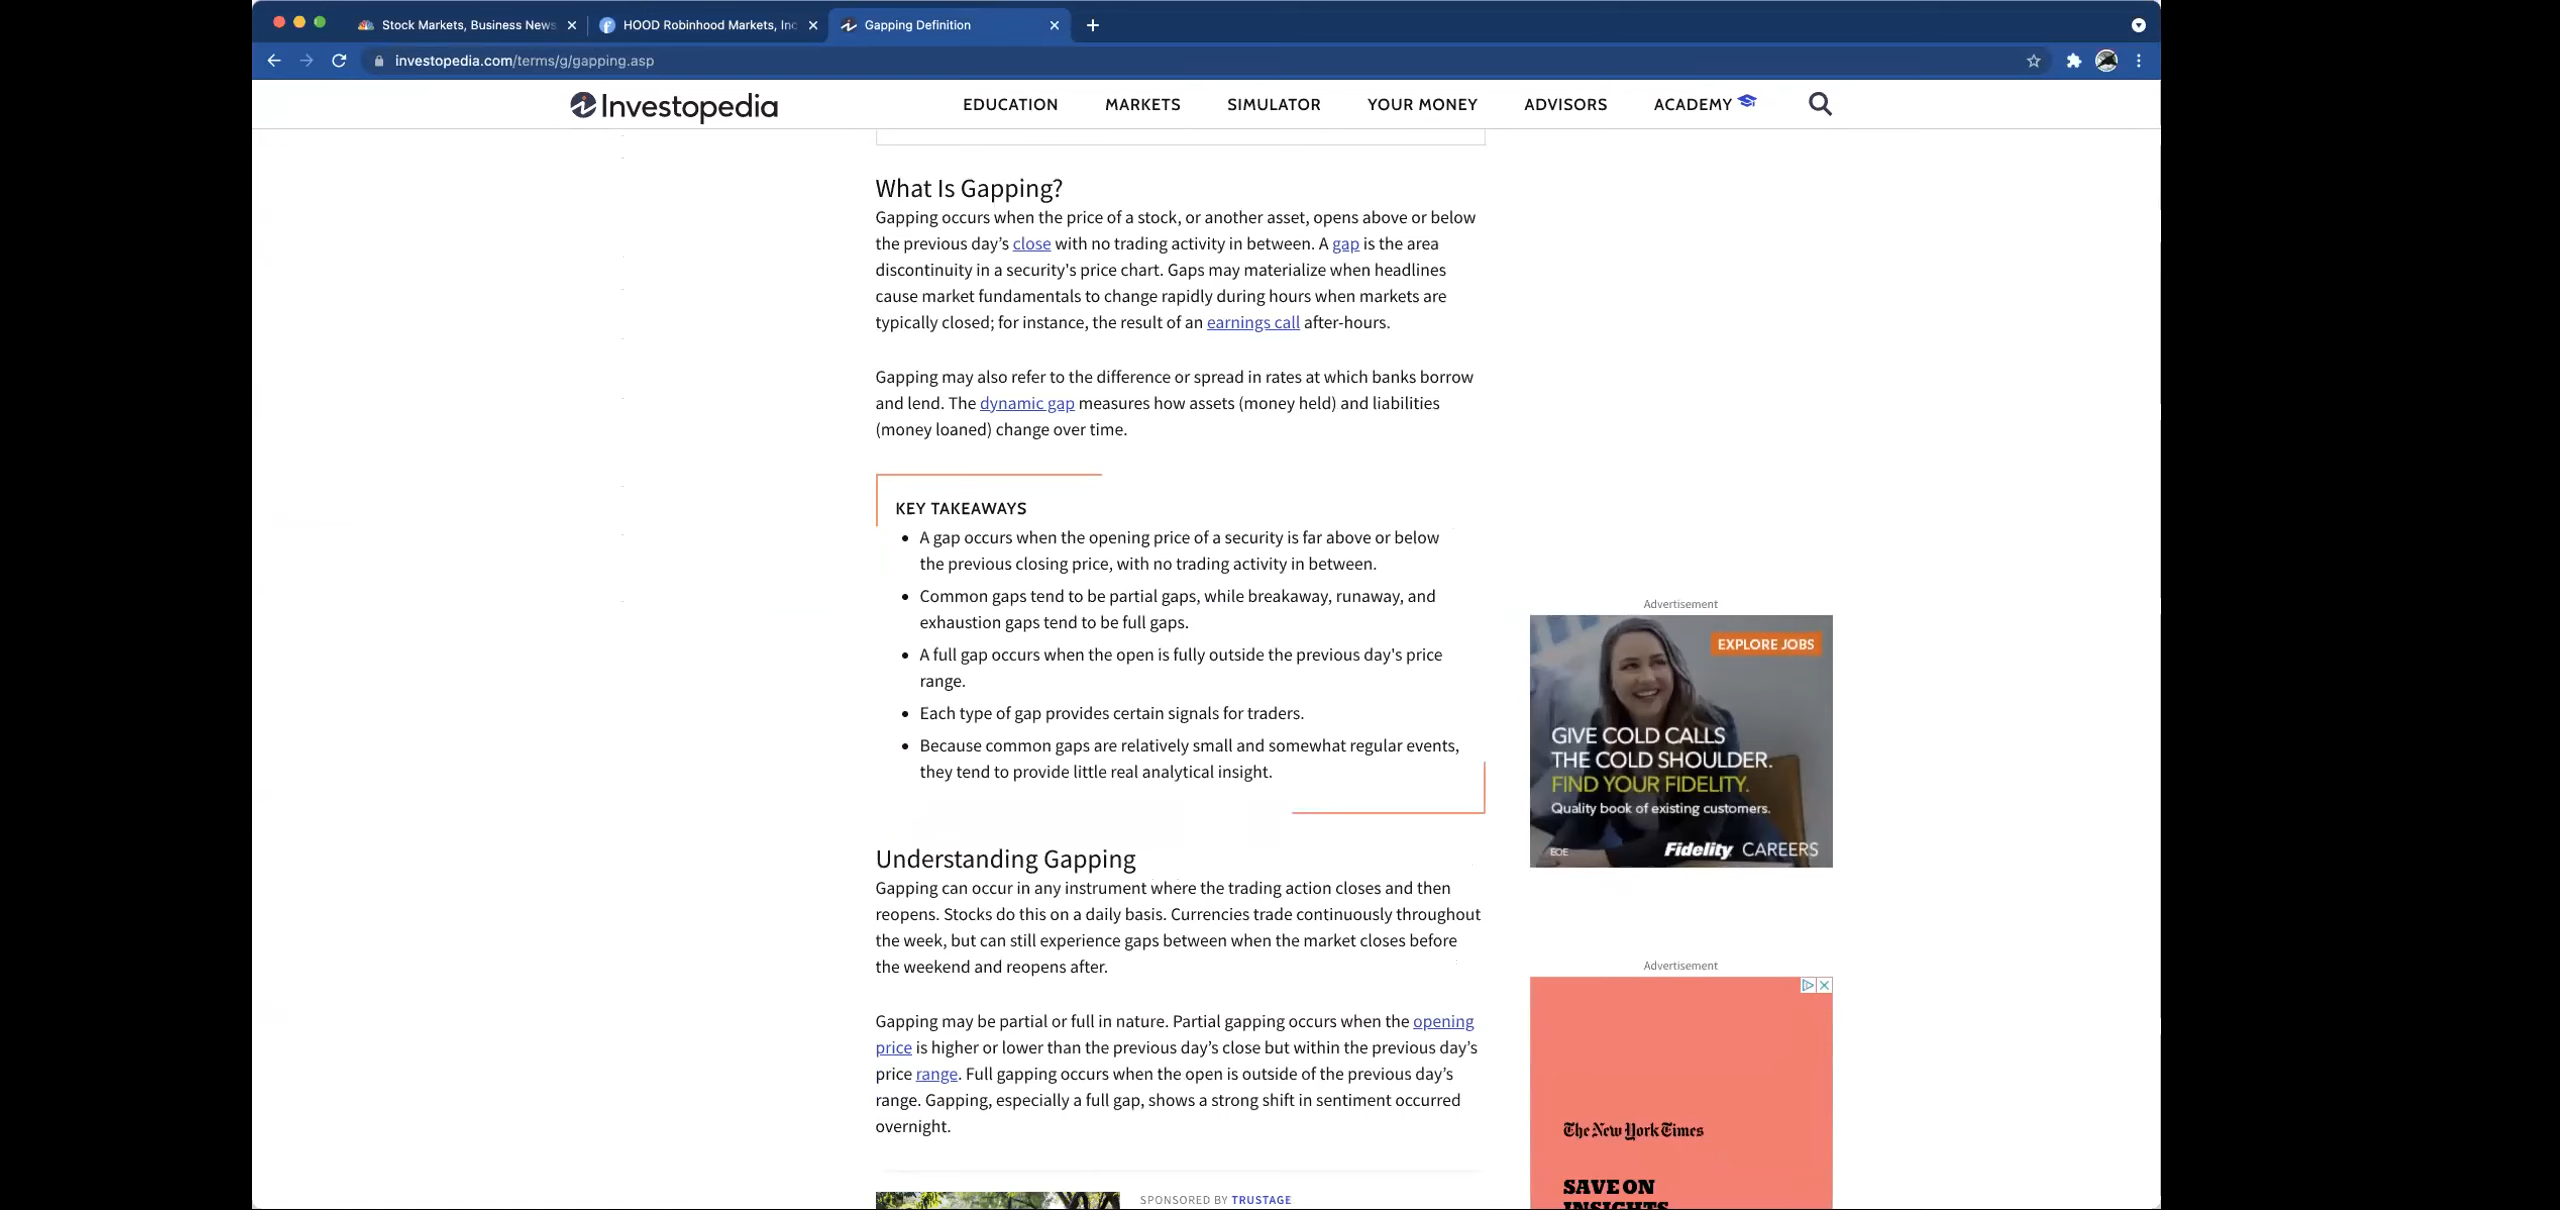 Stock Markets, Business News
HOOD Robinhood Markets, Inc
Gapping Definition
investopedia.com/terms/g/gapping.asp
Investopedia
EDUCATION
MARKETS
SIMULATOR
YOUR MONEY
ADVISORS
ACADEMY
What Is Gapping?
Gapping occurs when the price of a stock, or another asset, opens above or below
the previous day’s close with no trading activity in between. A gap is the area
discontinuity in a security's price chart. Gaps may materialize when headlines
cause market fundamentals to change rapidly during hours when markets are
typically closed; for instance, the result of an earnings call after-hours.
Gapping may also refer to the difference or spread in rates at which banks borrow
and lend. The dynamic gap measures how assets (money held) and liabilities
(money loaned) change over time.
KEY TAKEAWAYS
A gap occurs when the opening price of a security is far above or below
the previous closing price, with no trading activity in between.
Common gaps tend to be partial gaps, while breakaway, runaway, and
exhaustion gaps tend to be full gaps.
A full gap occurs when the open is fully outside the previous day's price
range.
Each type of gap provides certain signals for traders.
Because common gaps are relatively small and somewhat regular events,
they tend to provide little real analytical insight.
Understanding Gapping
Gapping can occur in any instrument where the trading action closes and then
reopens. Stocks do this on a daily basis. Currencies trade continuously throughout
the week, but can still experience gaps between when the market closes before
the weekend and reopens after.
Gapping may be partial or full in nature. Partial gapping occurs when the opening
price is higher or lower than the previous day’s close but within the previous day’s
price range. Full gapping occurs when the open is outside of the previous day’s
range. Gapping, especially a full gap, shows a strong shift in sentiment occurred
overnight.
SPONSORED BY TRUSTAGE
Advertisement
EXPLORE JOBS
GIVE COLD CALLS
THE COLD SHOULDER.
FIND YOUR FIDELITY.
Quality book of existing customers.
EOE
Fidelity CAREERS
Advertisement
The New York Times
SAVE ON
INSIGHTS